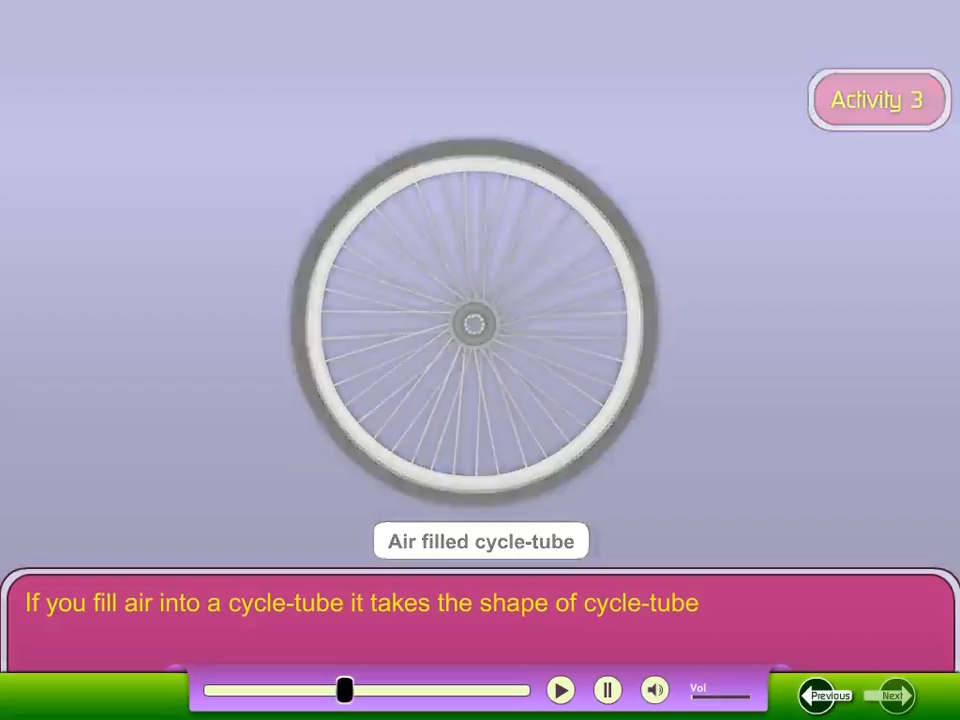 Activity 3
Air filled cycle-tube
If you fill air into a cycle-tube it takes the shape of cycle-tube
Vol
Previous
Next